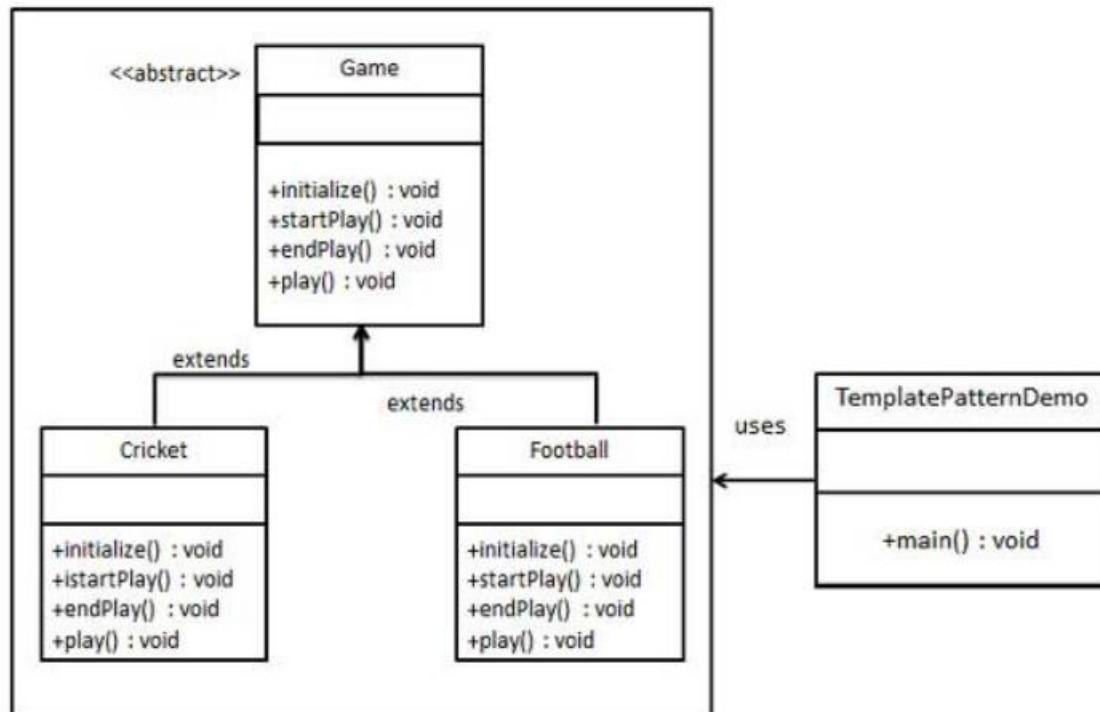 <<abstract>>
Game
+initialize() : void
+startPlay() : void
+endPlay() : void
+play() : void
extends
extends
Cricket
+initialize() : void
+istartPlay() : void
+endPlay() : void
+play() : void
Football
+initialize() : void
+startPlay() : void
+endPlay() : void
+play() : void
uses
TemplatePatternDemo
+main() : void